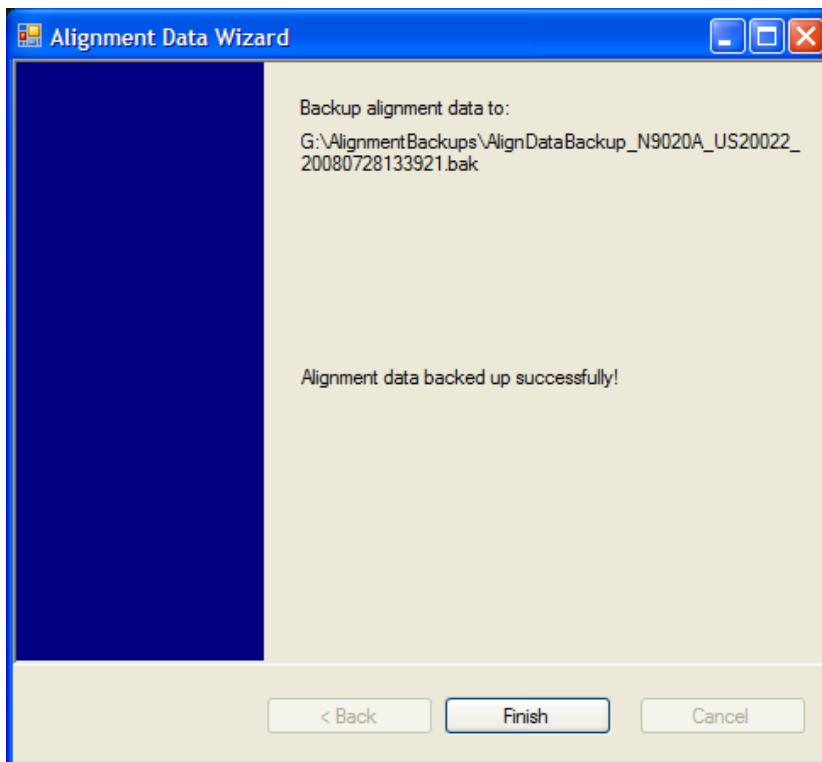 Alignment Data Wizard
Backup alignment data to:
G:\AlignmentBackups\AlignDataBackup_N9020A_US20022_
20080728133921.bak
Alignment data backed up successfully!
< Back
Finish
Cancel